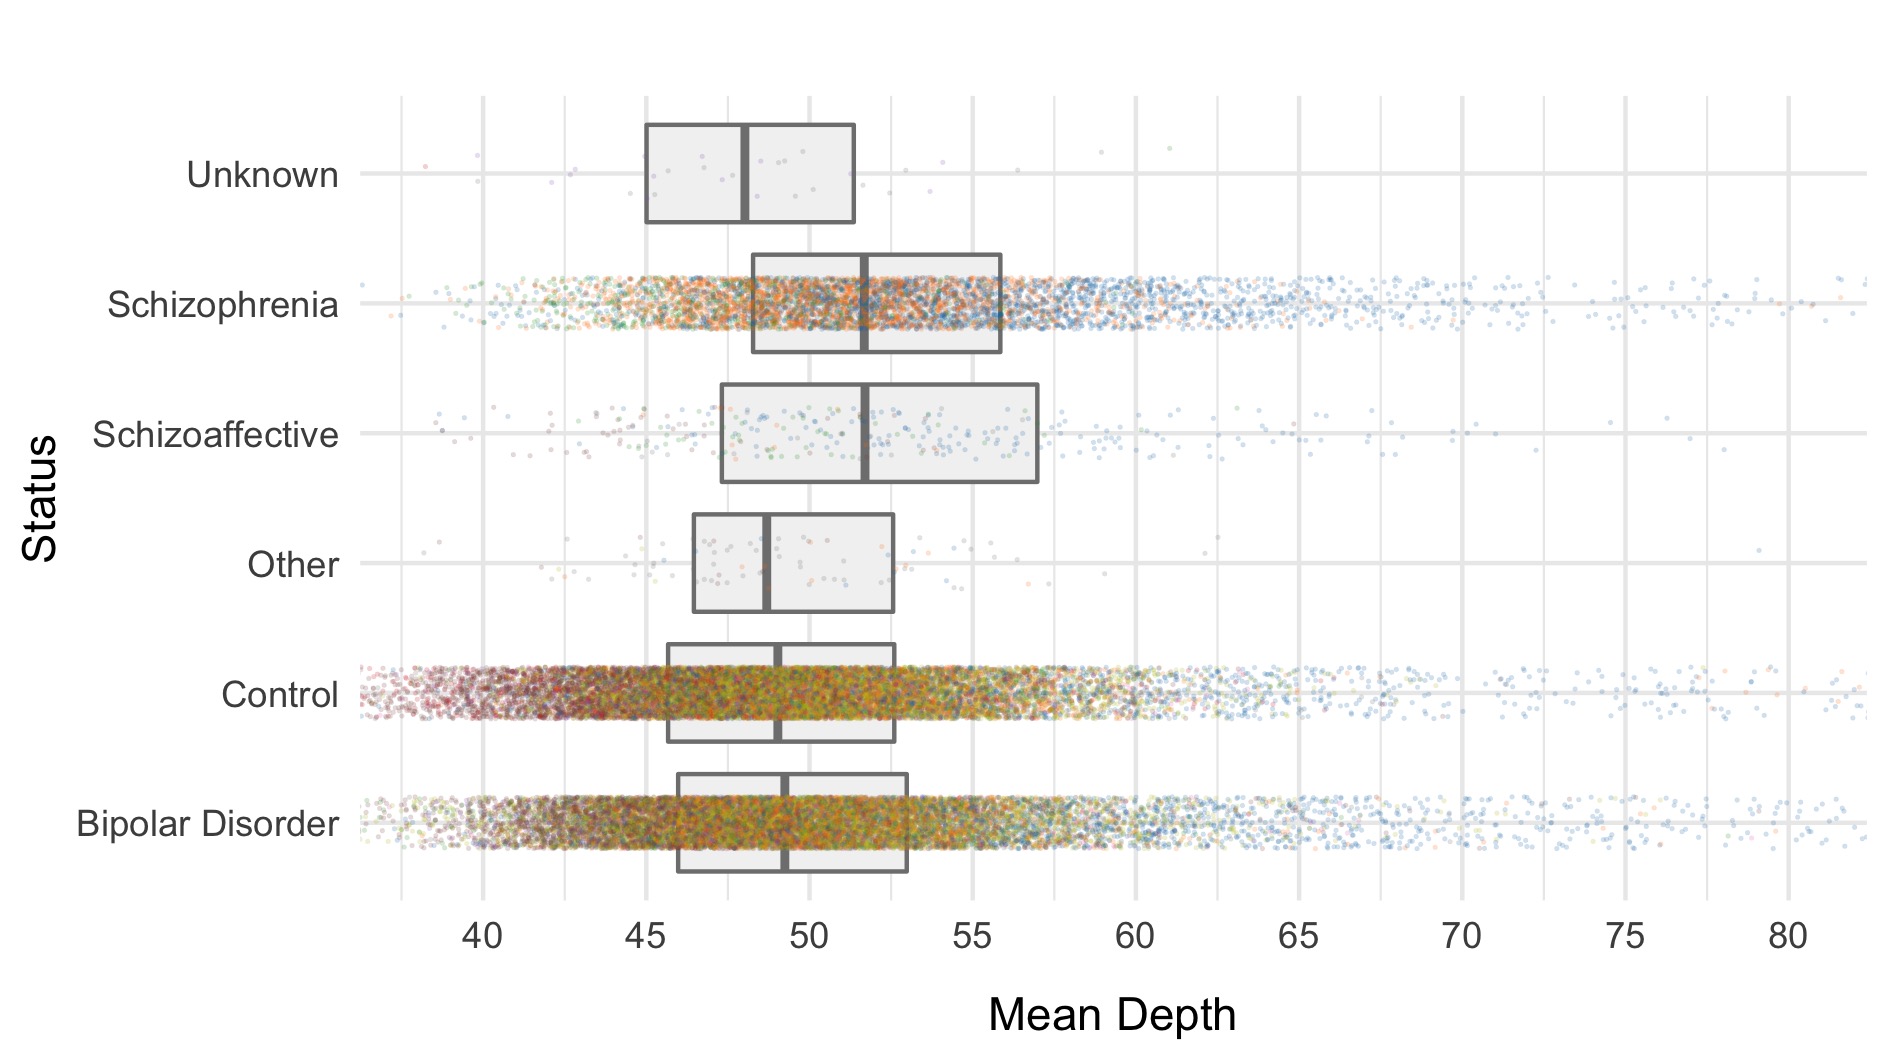 Status
Unknown
Schizophrenia
Schizoaffective
Other
Control
Bipolar Disorder
40 45 50 55 60 65 70 75 80
Mean Depth